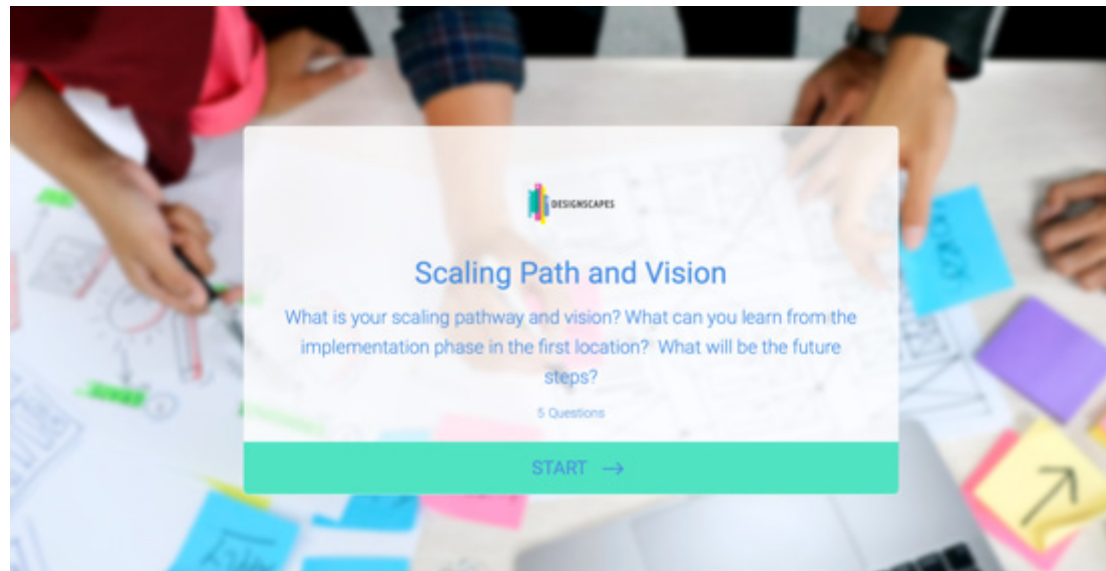 DESIGNSCAPES
Scaling Path and Vision
What is your scaling pathway and vision? What can you learn from the
implementation phase in the first location? What will be the future
steps?
5 Questions
START →